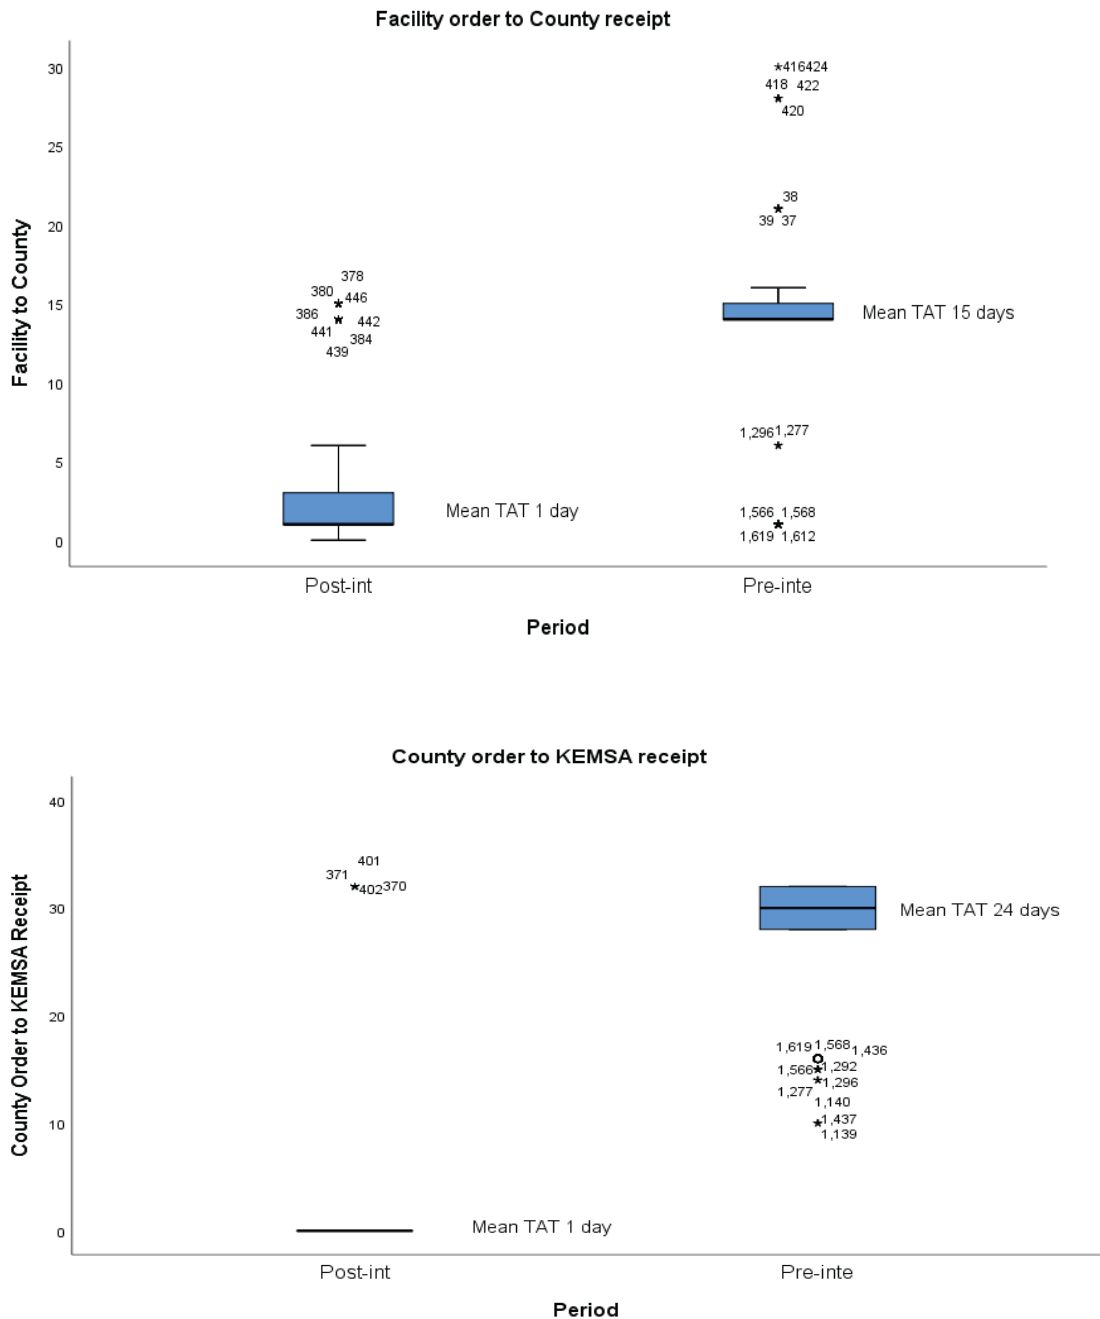 Facility order to County receipt
Facility to County
30
25
20
15
10
5
0
416424
418 422
420
38
39 37
378
380 446
386 442
441 384
439
Mean TAT 15 days
1,296 1,277
Mean TAT 1 day
1,566 1,568
1,619 1,612
Post-int Pre-inte
Period
County order to KEMSA receipt
County Order to KEMSA Receipt
40
30
20
10
0
401
371
402 370
Mean TAT 24 days
1,619 1,568 1,436
1,566 1,292
1,296
1,277
1,140
1,437
1,139
Mean TAT 1 day
Post-int Pre-inte
Period